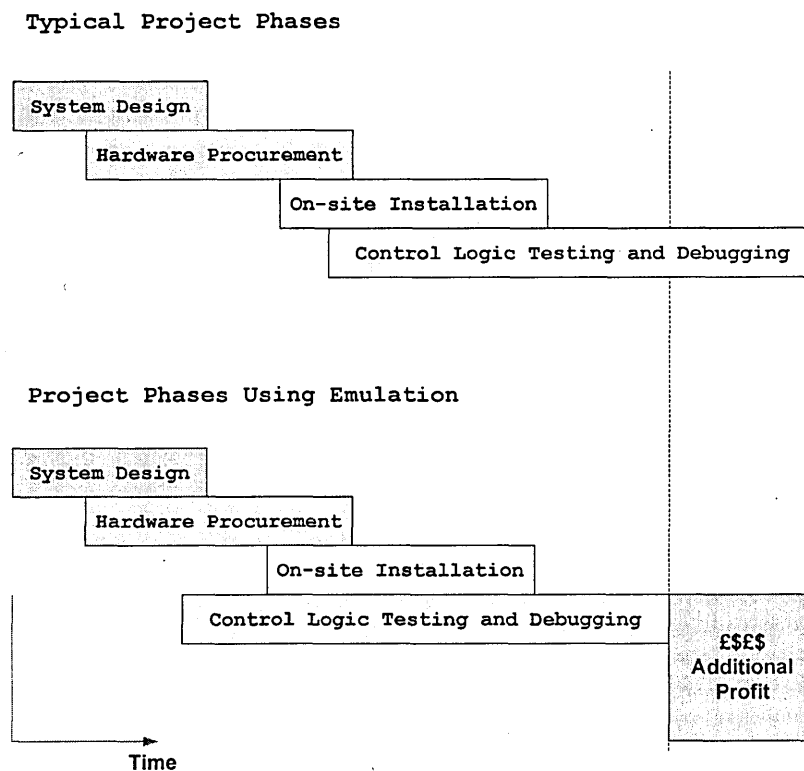 Typical Project Phases
System Design
Hardware Procurement
On-site Installation
Control Logic Testing and Debugging
Project Phases Using Emulation
System Design
Hardware Procurement
On-site Installation
Control Logic Testing and Debugging
£$£$
Additional
Profit
Time